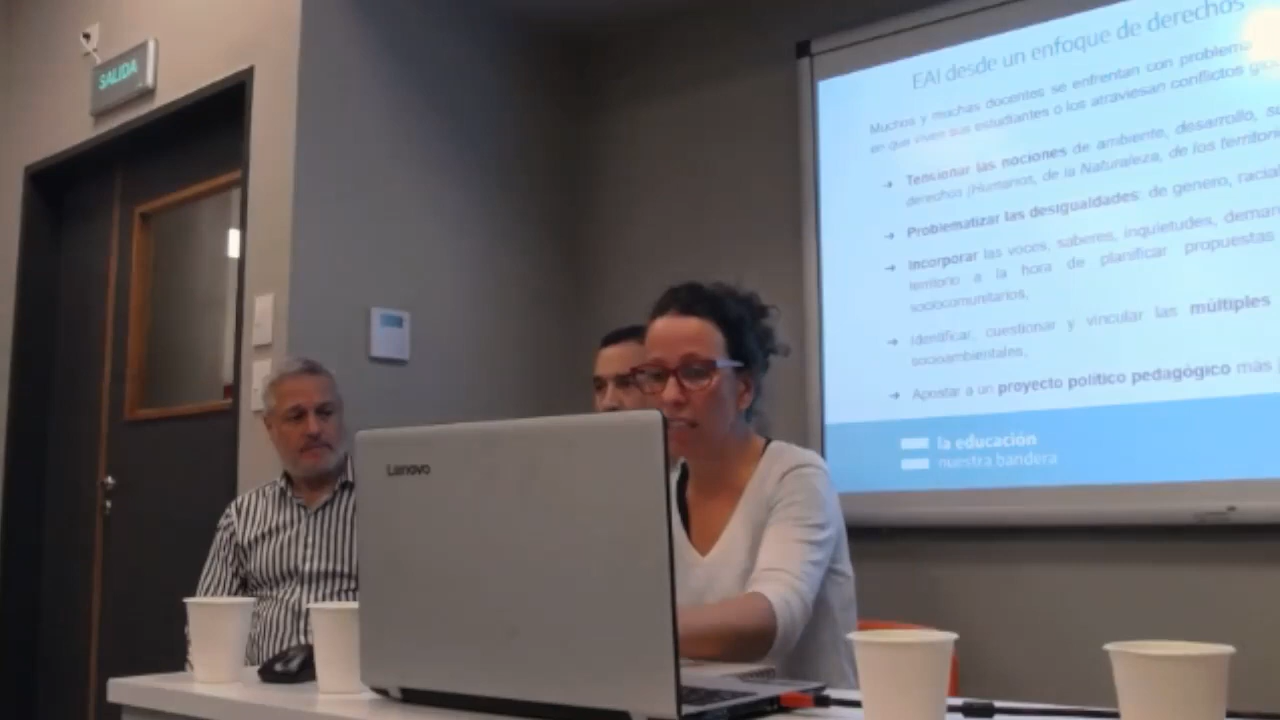 SALIDA
EAI desde un enfoque de derechos
Muchos y muchas docentes se enfrentan con problema
en que viven sus estudiantes o los atraviesan conflictos
→ Tensionar las nociones de ambiente, desarrollo,
derechos (Humanos, de la Naturaleza, de los territorio
→ Problematizar las desigualdades: de género, racial
→ Incorporar las voces, saberes, inquietudes, deman
territorio a la hora de planificar propuestas
sociocomunitarios,
→ Identificar, cuestionar y vincular las múltiples
socioambientales,
→ Apostar a un proyecto político pedagógico más
la educación
nuestra bandera
Lenovo